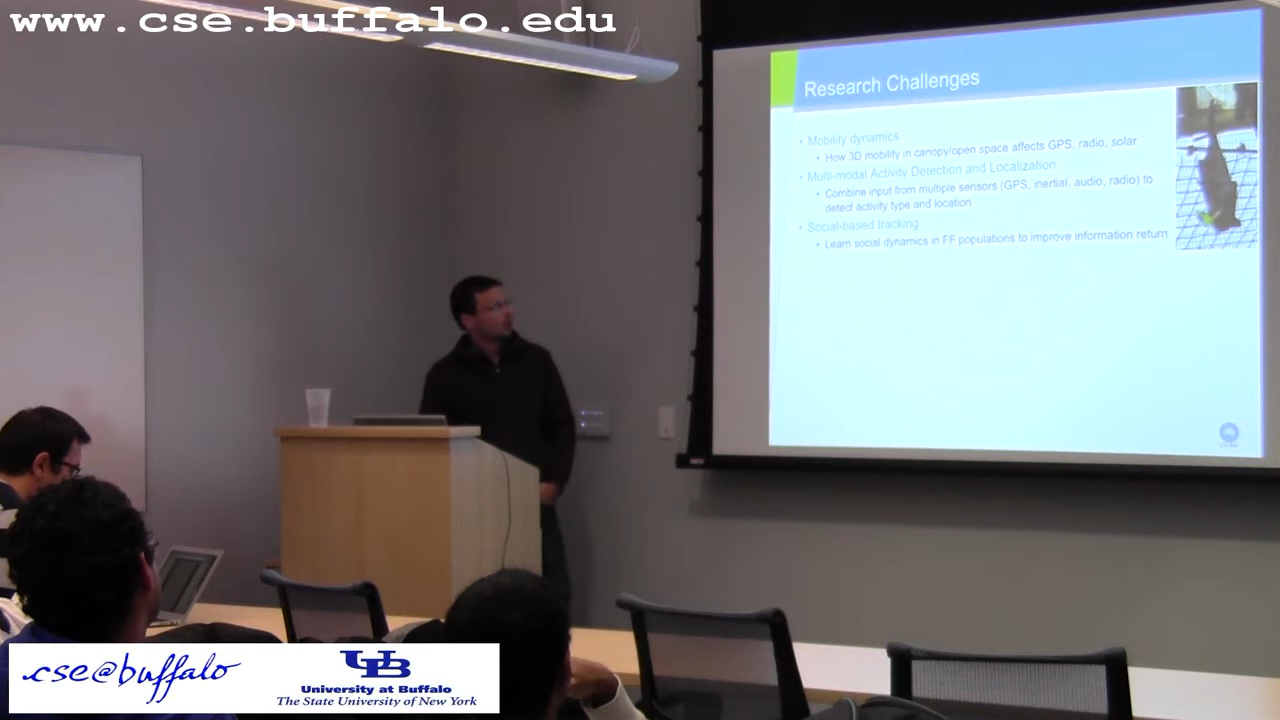 www.cse.buffalo.edu
Research Challenges
• Mobility dynamics
• How 3D mobility in canopy/open space affects GPS, radio, solar
• Multi-modal Activity Detection and Localization
• Combine input from multiple sensors (GPS, inertial, audio, radio) to
detect activity type and location
• Social-based tracking
• Learn social dynamics in FF populations to improve information return
.cse@buffalo
UB
University at Buffalo
The State University of New York